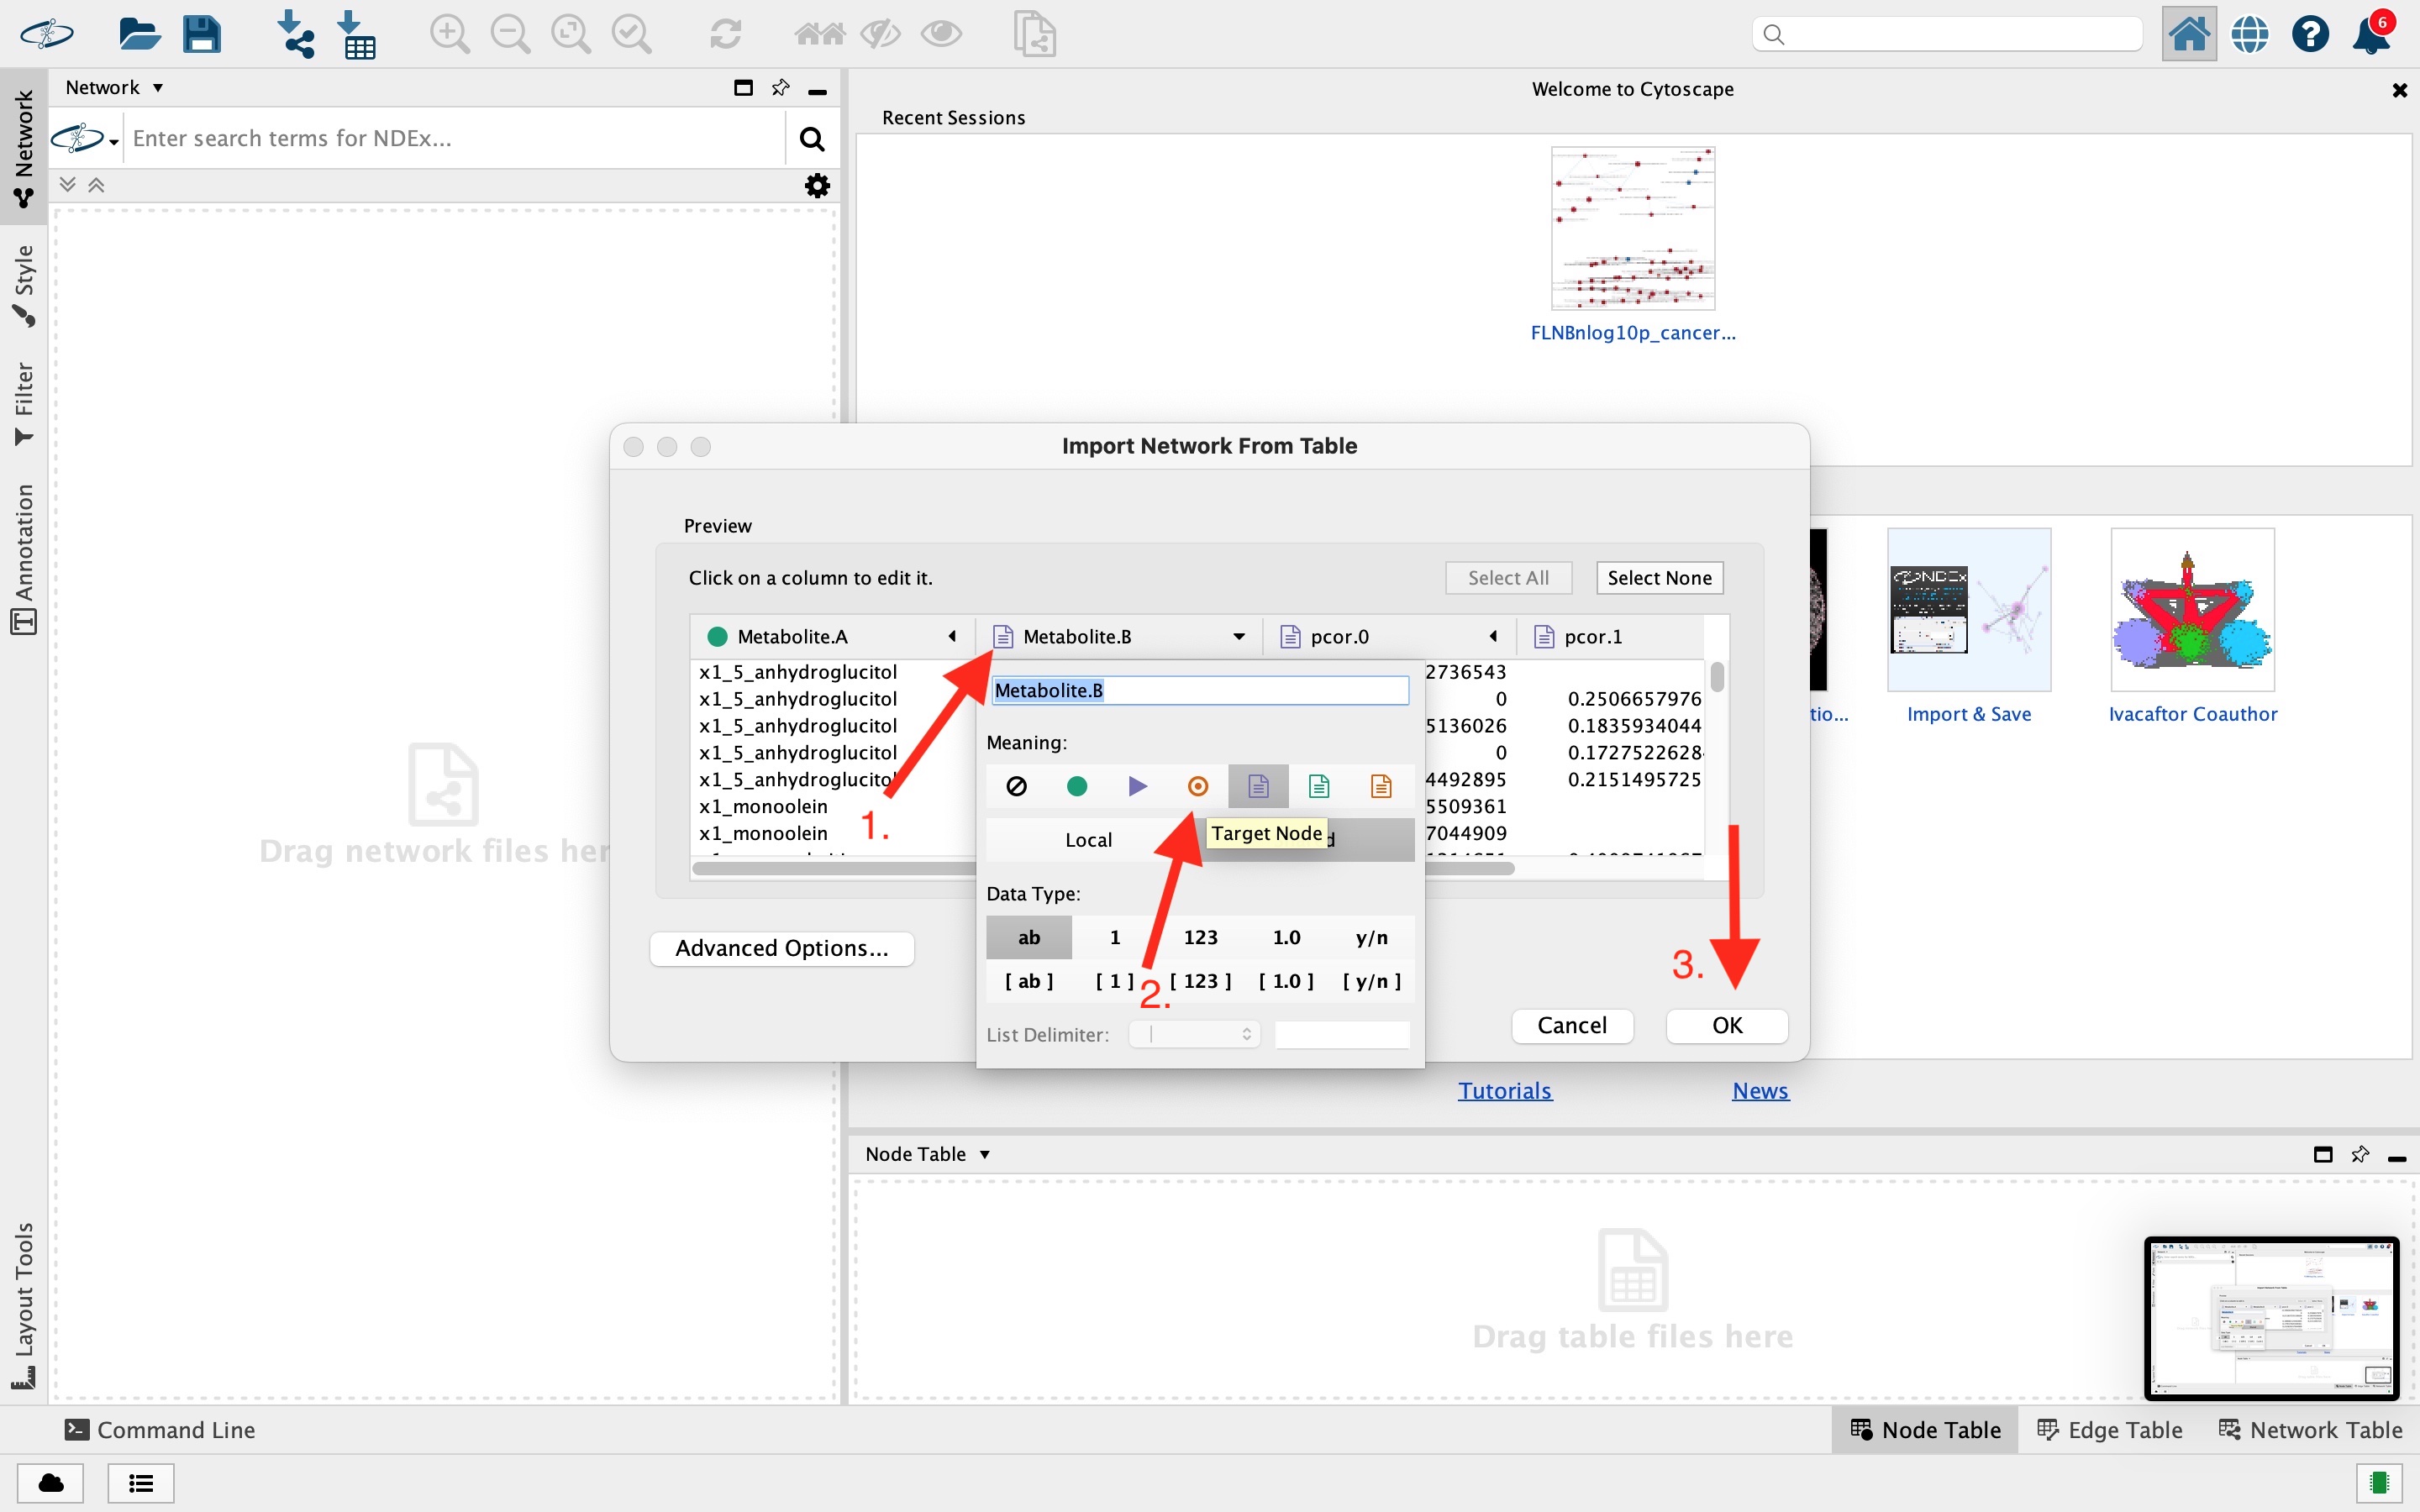 6
Network
Welcome to Cytoscape
Enter search terms for NDEx...
Recent Sessions
FLNBnlog10p_cancer...
Network
Style
Filter
Annotation
Layout Tools
Drag network files her
Import Network From Table
Preview
Click on a column to edit it.
Select All
Select None
Metabolite.A
Metabolite.B
pcor.0
pcor.1
x1_5_anhydroglucitol
2736543
x1_5_anhydroglucitol
0
0.2506657976
x1_5_anhydroglucitol
5136026
0.1835934044
x1_5_anhydroglucitol
0
0.1727522628
x1_5_anhydroglucitol
4492895
0.2151495725
x1_monoolein
5509361
x1_monoolein
7044909
Metabolite.B
Meaning:
Local
Target Node
d
Data Type:
ab
1
123
1.0
y/n
[ ab ]
[ 1 ]
[ 123 ]
[ 1.0 ]
[ y/n ]
List Delimiter:
|
1.
2.
3.
Advanced Options...
Cancel
OK
NDEx
tio...
Import & Save
Ivacaftor Coauthor
Tutorials
News
Node Table
Drag table files here
Command Line
Node Table
Edge Table
Network Table